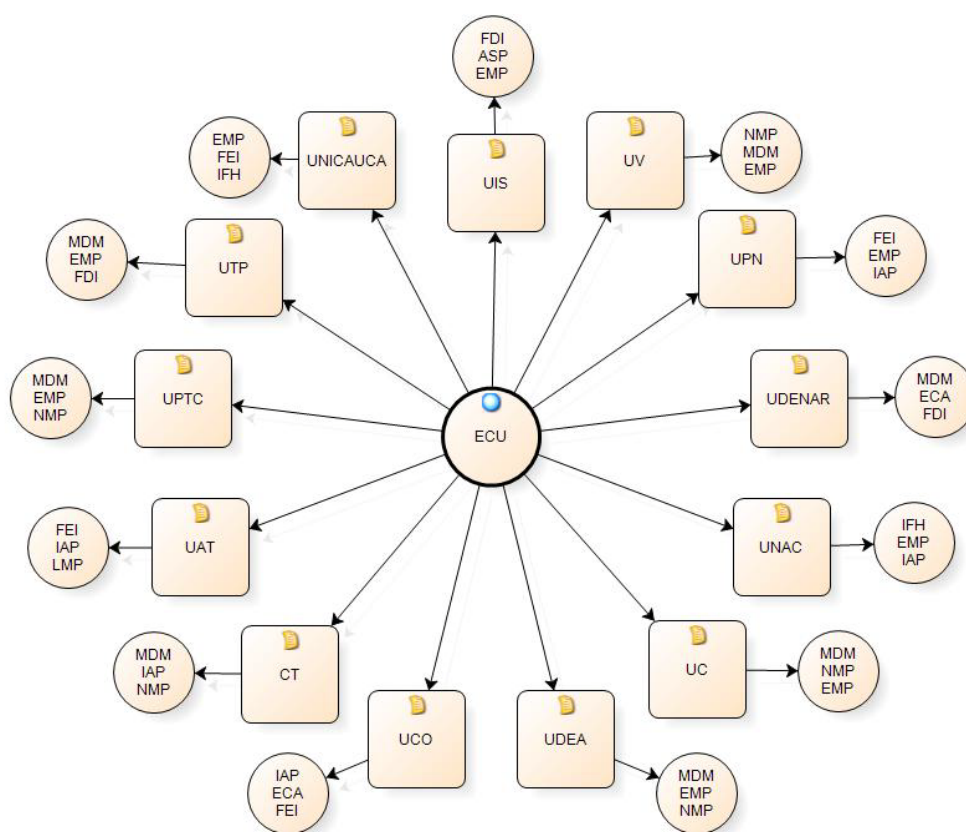 FDI
ASP
EMP
UIS
EMP
FEI
IFH
UNICAUCA
UV
NMP
MDM
EMP
MDM
EMP
FDI
UTP
UPN
FEI
EMP
IAP
MDM
EMP
NMP
UPTC
ECU
UDENAR
MDM
ECA
FDI
FEI
IAP
LMP
UAT
UNAC
IFH
EMP
IAP
MDM
IAP
NMP
CT
UC
MDM
NMP
EMP
IAP
ECA
FEI
UCO
UDEA
MDM
EMP
NMP